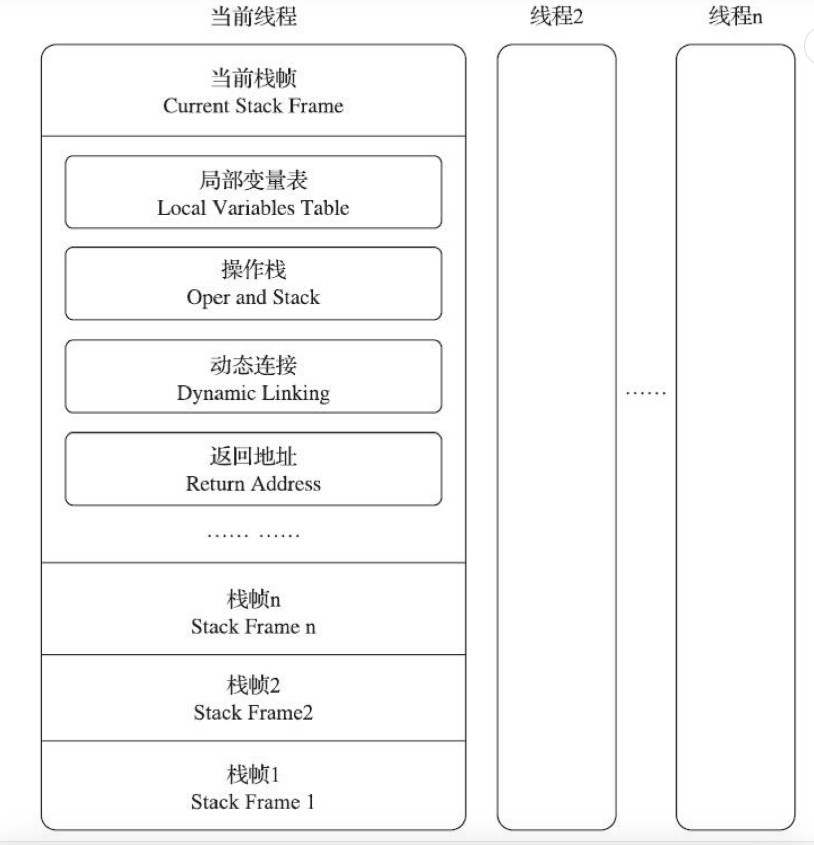 当前线程
线程2
线程n
当前栈帧
Current Stack Frame
局部变量表
Local Variables Table
操作栈
Oper and Stack
动态连接
Dynamic Linking
返回地址
Return Address
…… ……
……
栈帧n
Stack Frame n
栈帧2
Stack Frame2
栈帧1
Stack Frame 1